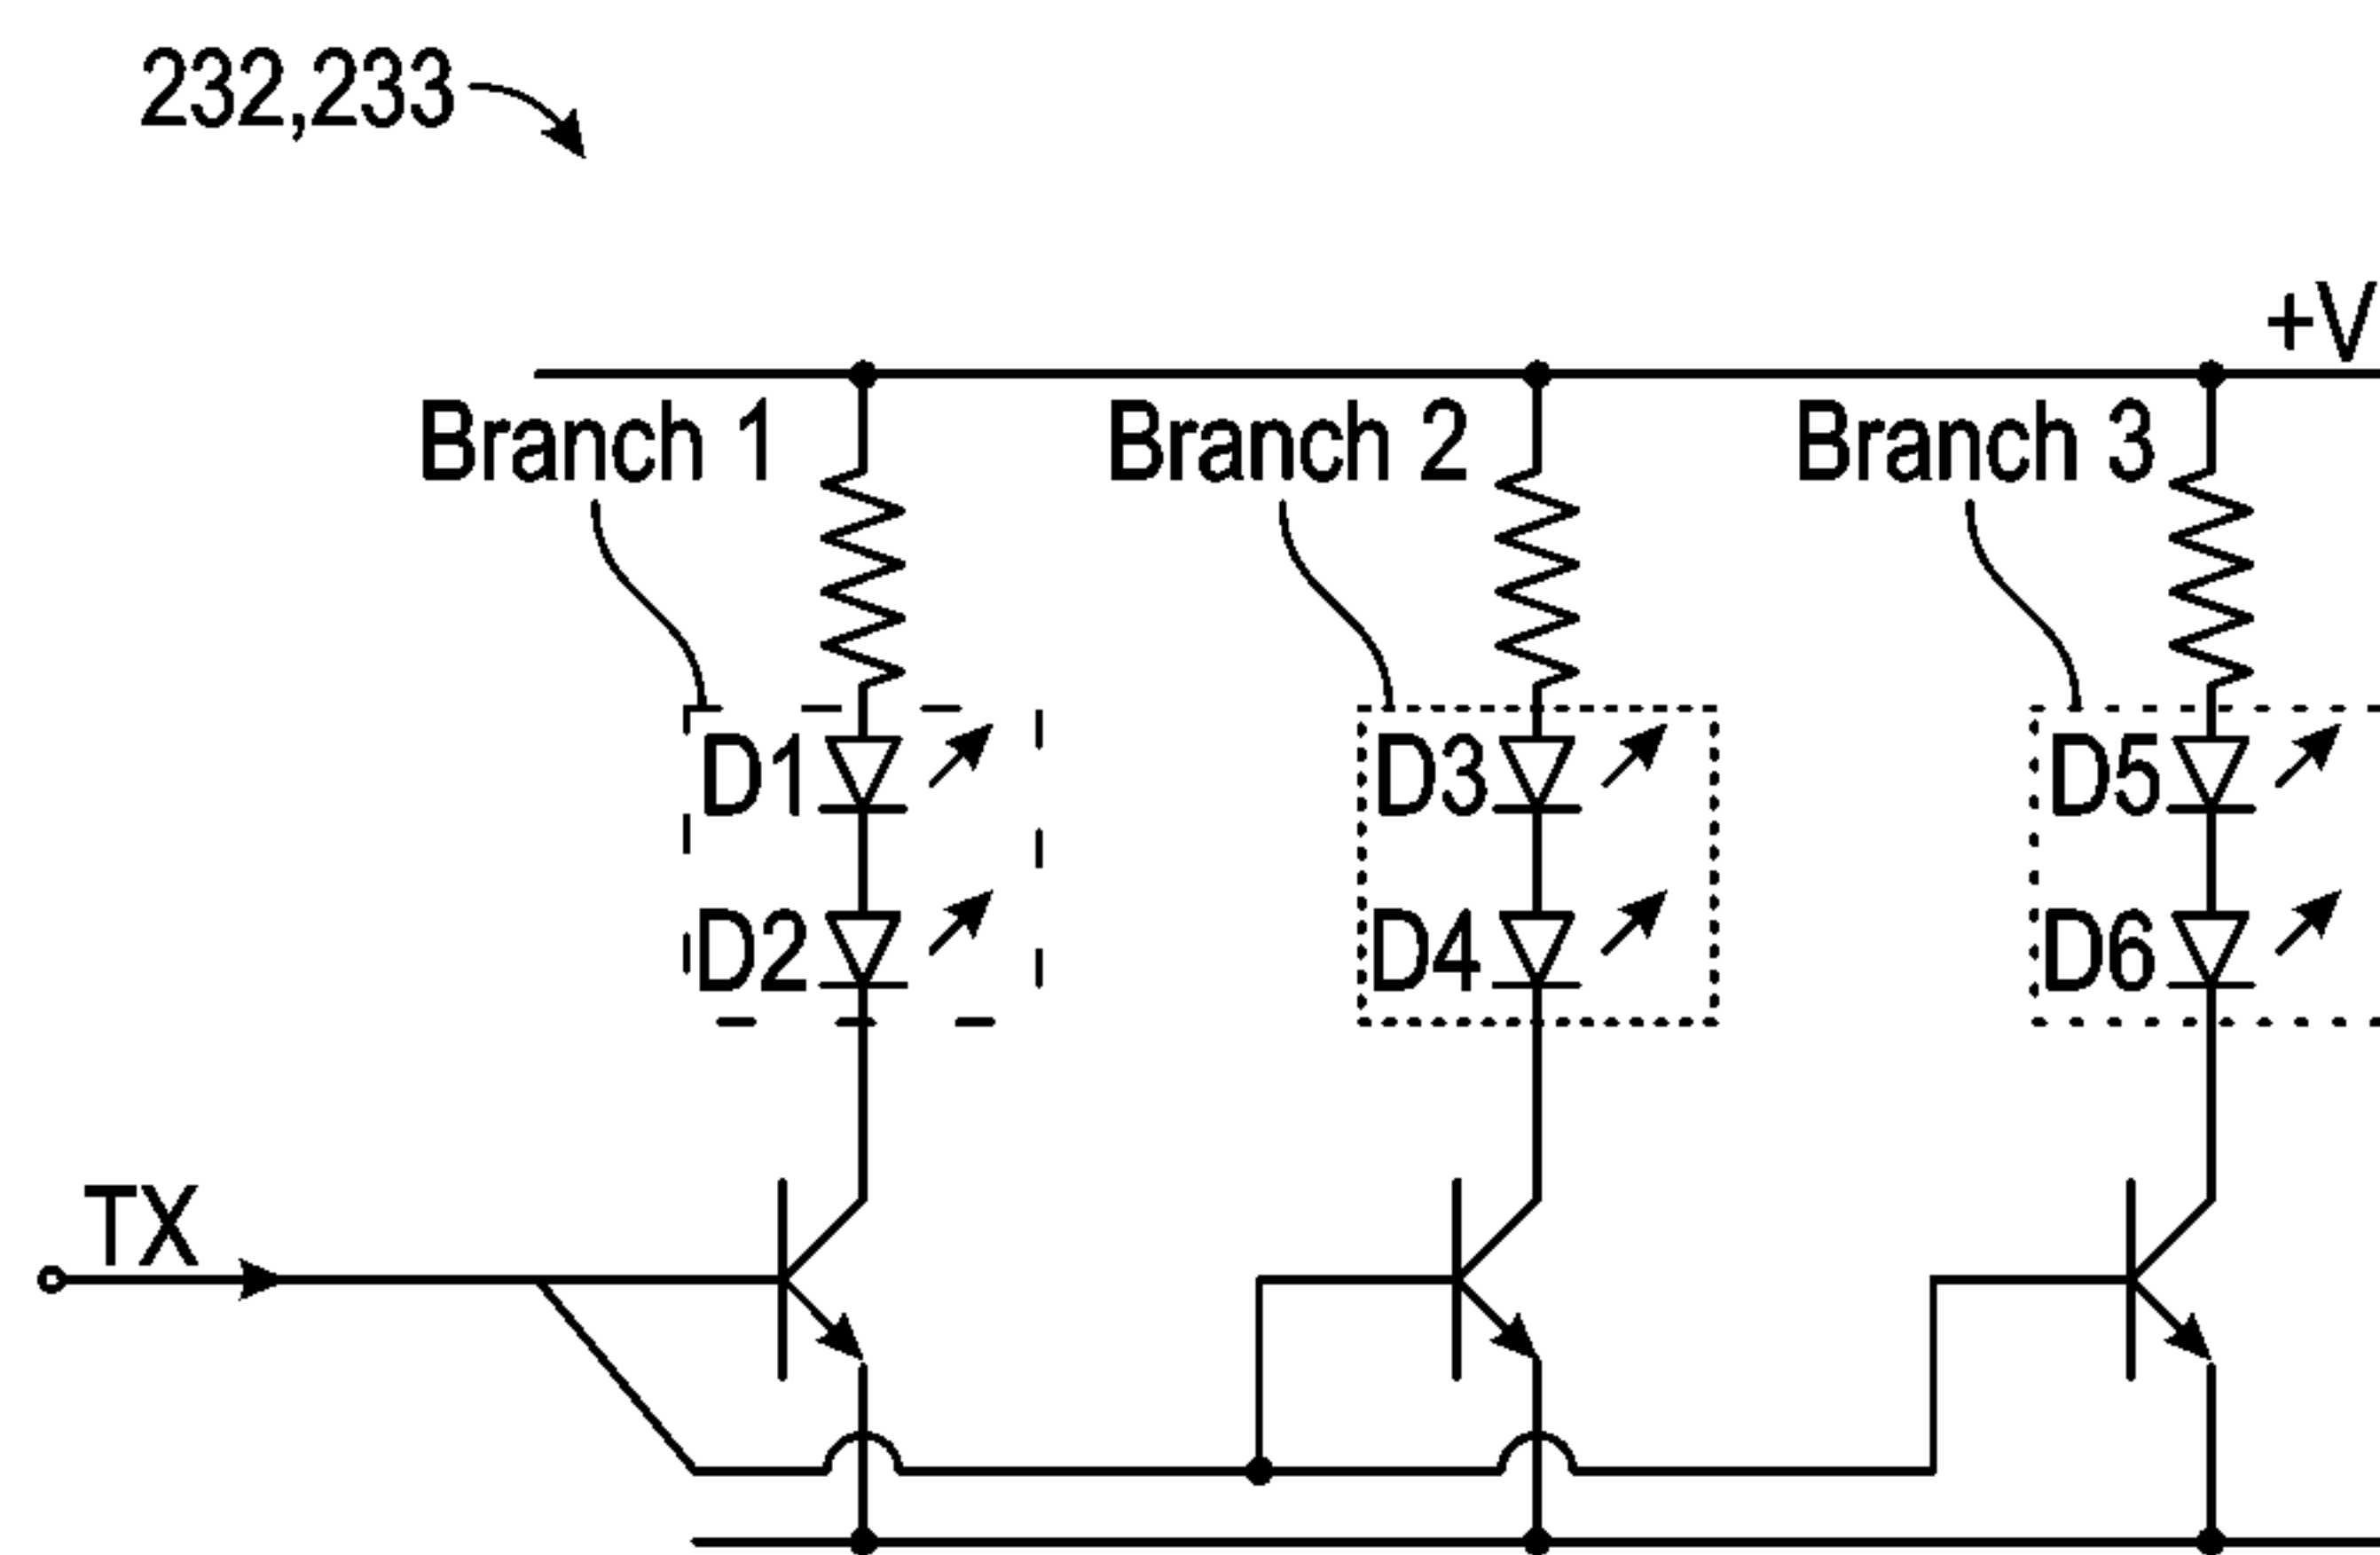 232,233
+V
Branch 1
Branch 2
Branch 3
D1
D3
D5
D2
D4
D6
TX